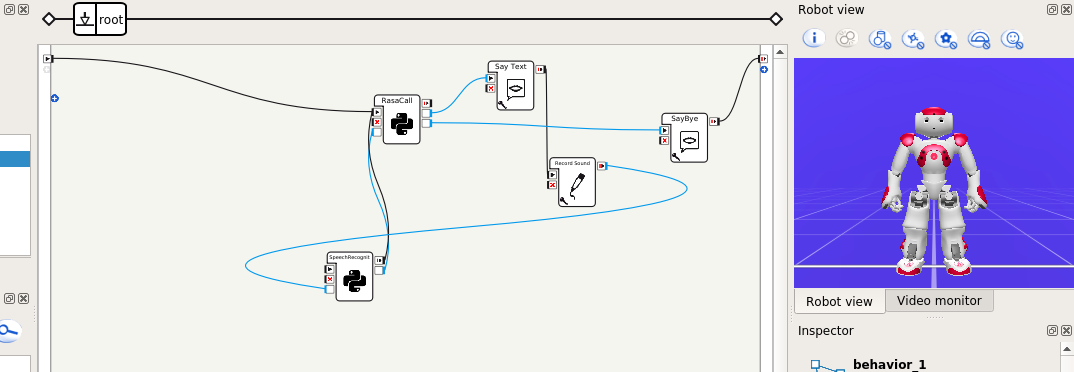 root
Robot view
Say Text
RasaCall
SayBye
Record Sound
SpeechRecognit
Robot view
Video monitor
Inspector
behavior_1